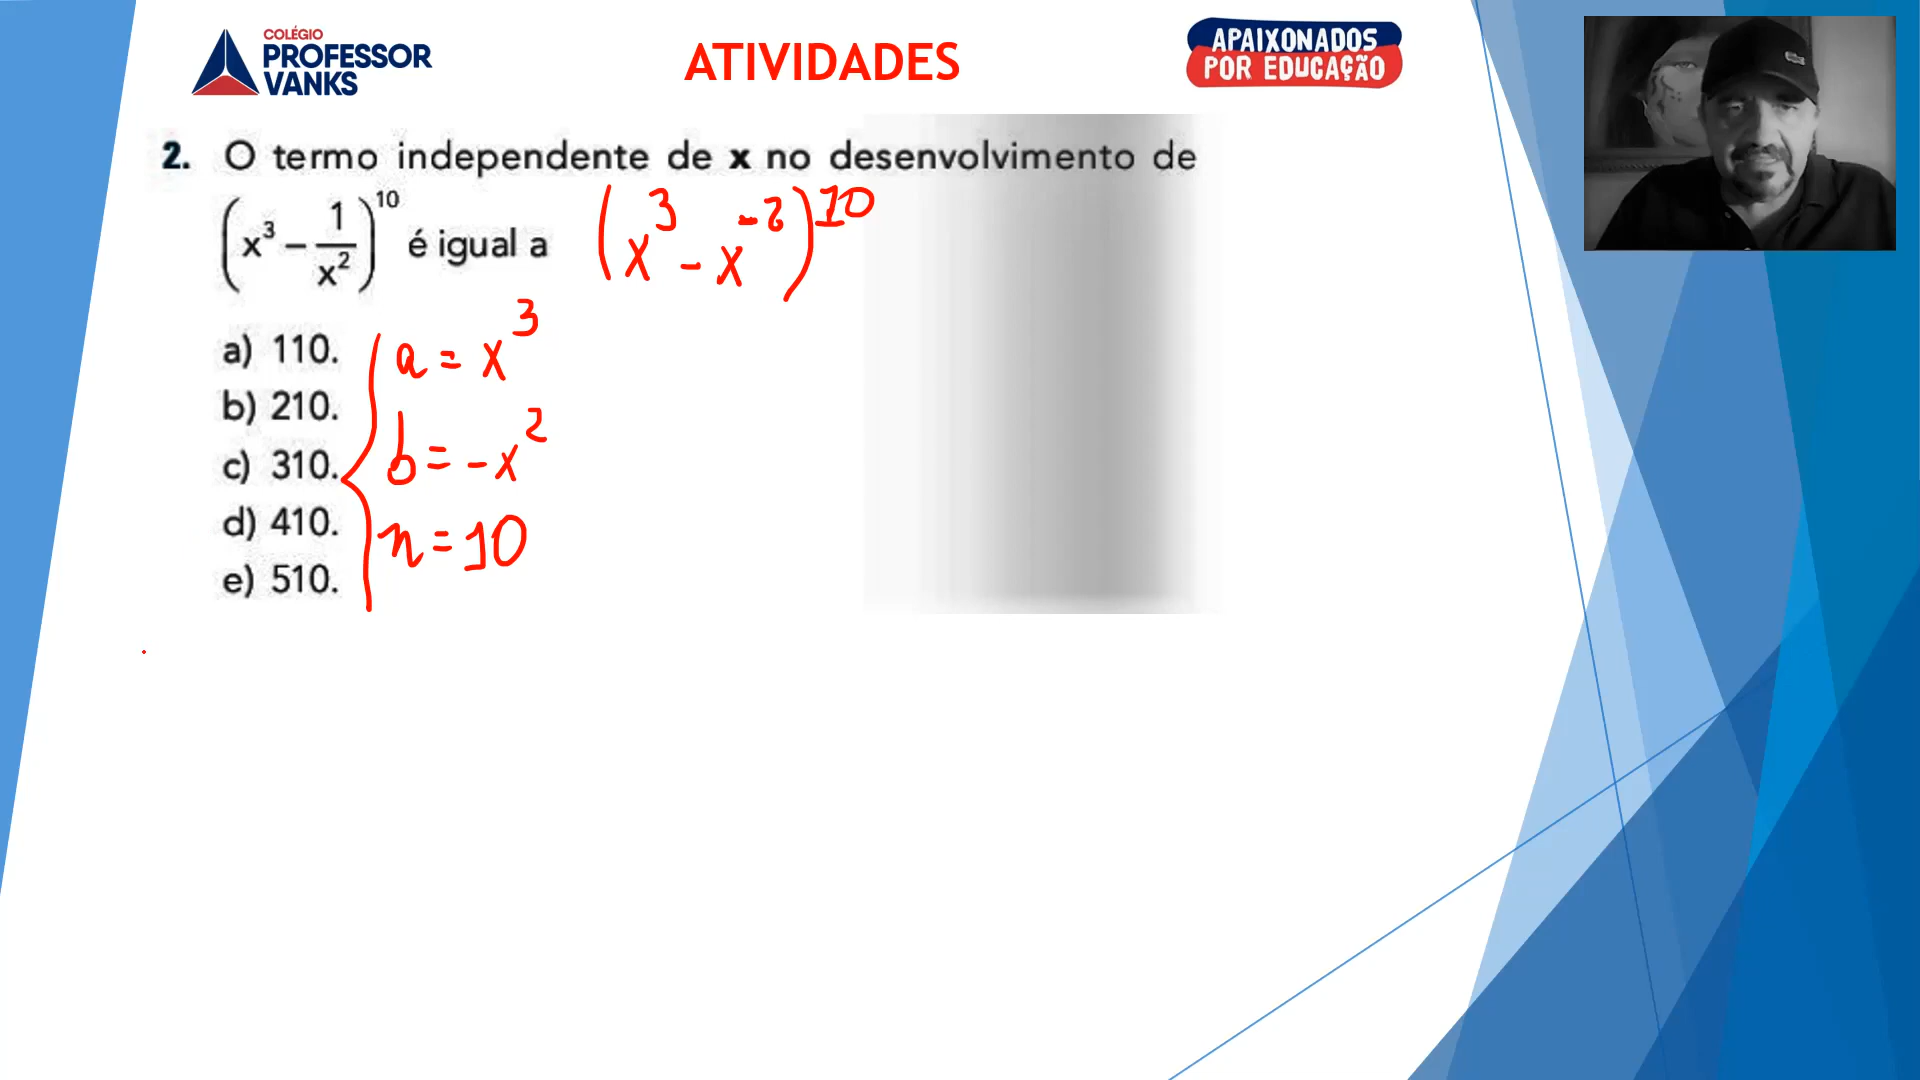 COLÉGIO
PROFESSOR
VANKS
ATIVIDADES
APAIXONADOS
POR EDUCAÇÃO
2. O termo independente de x no desenvolvimento de
(x³ – 1/x²)¹⁰ é igual a (x³ - x⁻²)¹⁰
a) 110.
b) 210.
c) 310.
d) 410.
e) 510.
a = x³
b = -x²
n = 10